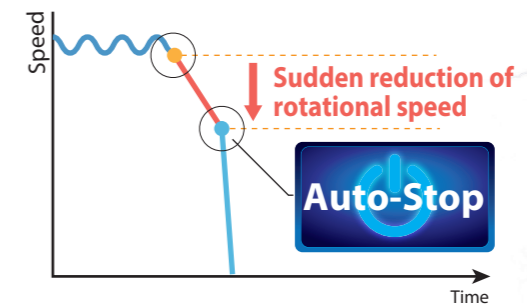 Speed
Sudden reduction of
rotational speed
Auto-Stop
Time